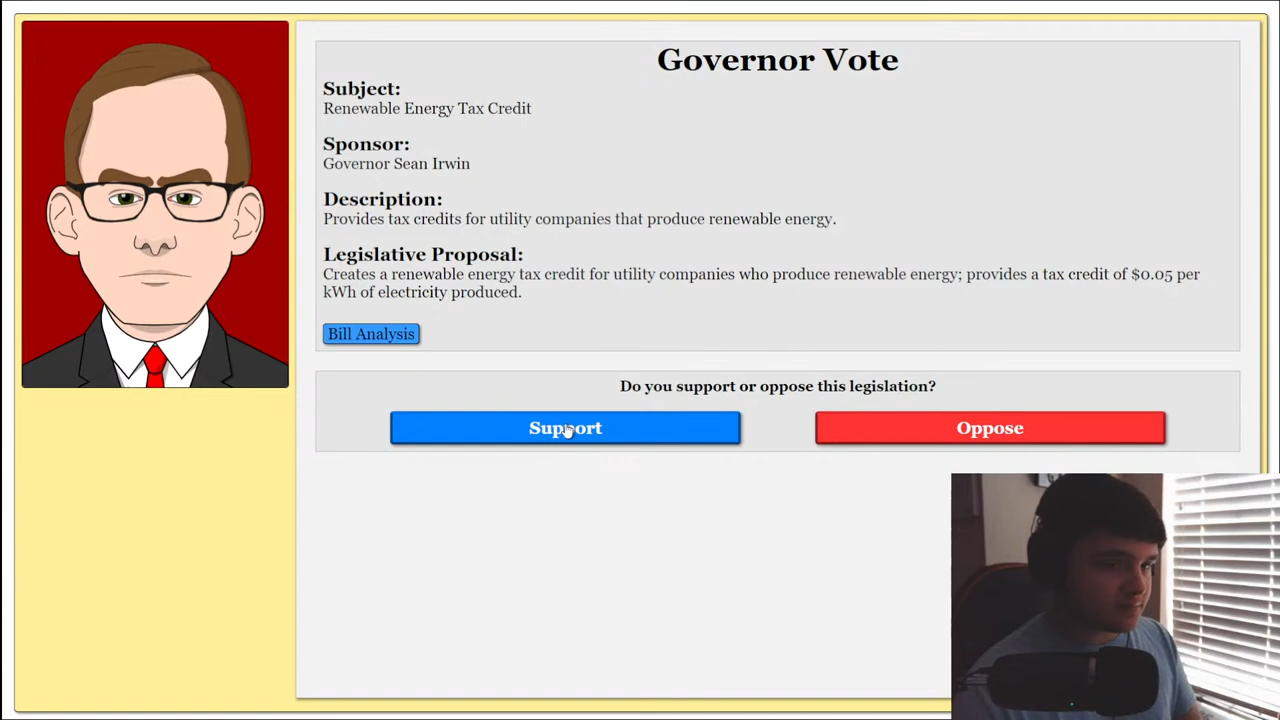 Governor Vote
Subject:
Renewable Energy Tax Credit
Sponsor:
Governor Sean Irwin
Description:
Provides tax credits for utility companies that produce renewable energy.
Legislative Proposal:
Creates a renewable energy tax credit for utility companies who produce renewable energy; provides a tax credit of $0.05 per
kWh of electricity produced.
Bill Analysis
Do you support or oppose this legislation?
Support
Oppose